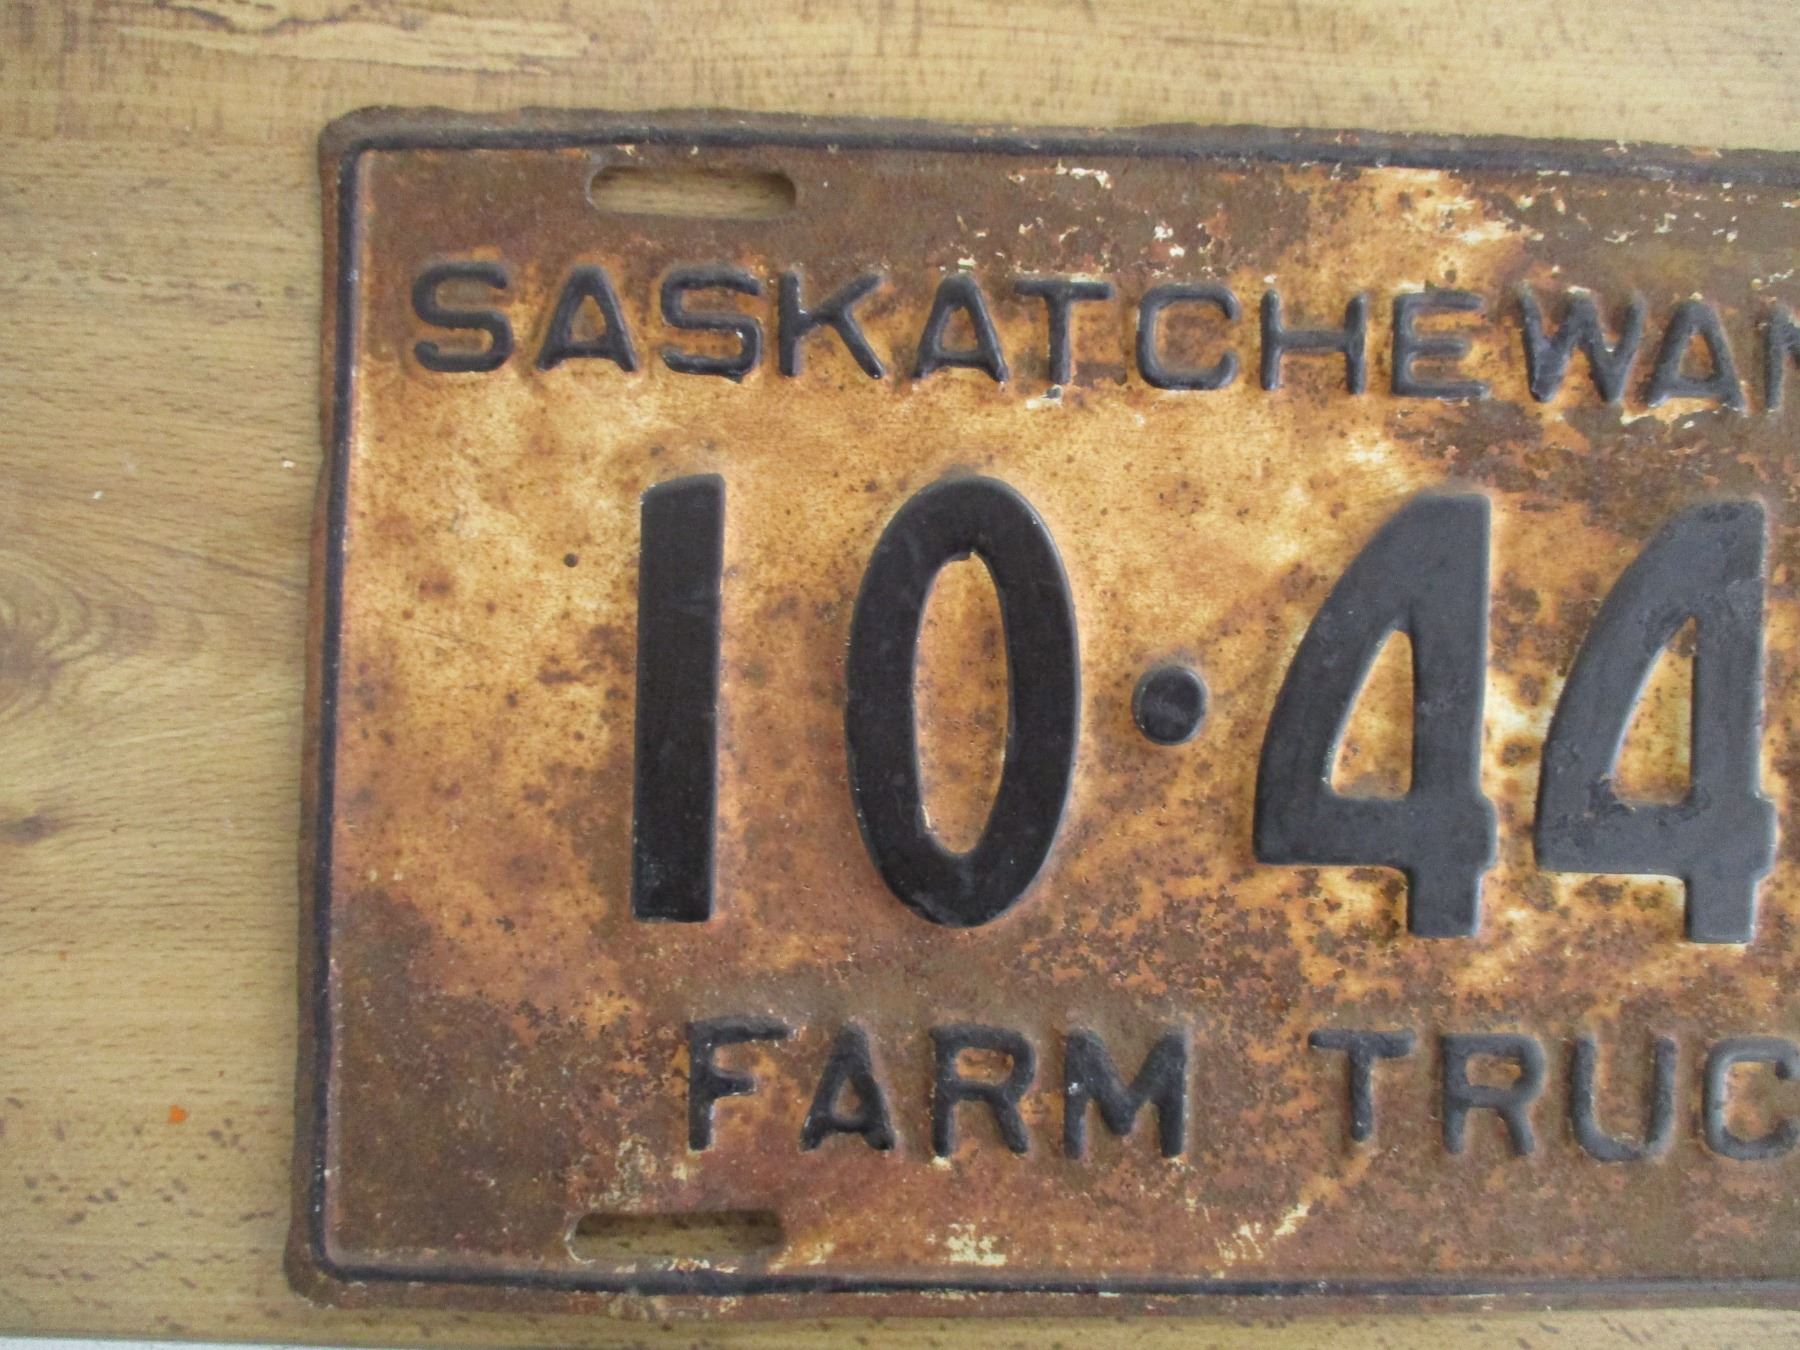 SASKATCHEWAN
10·44
FARM TRUC